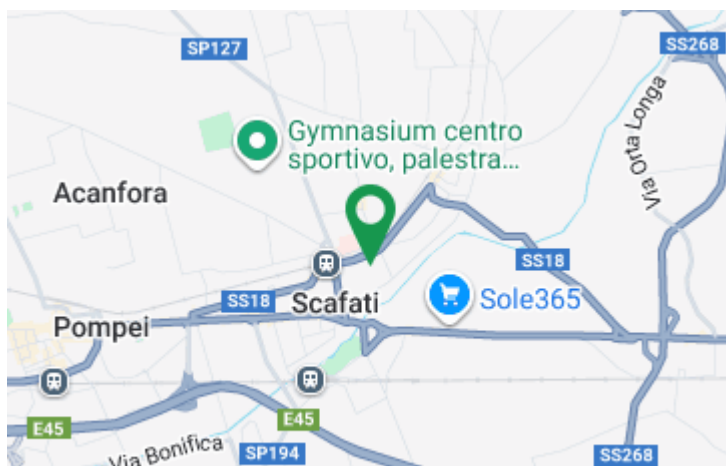 SP127
SS268
Gymnasium centro
sportivo, palestra...
Via Orta Longa
Acanfora
SS18
SS18
Scafati
Sole365
Pompei
E45
E45
Via Bonifica
SP194
SS268